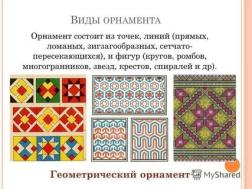 Виды орнамента
Орнамент состоит из точек, линий (прямых,
ломаных, зигзагообразных, сетчато-
пересекающихся), и фигур (кругов, ромбов,
многогранников, звезд, крестов, спиралей и др).
Геометрический орнамент
MyShared